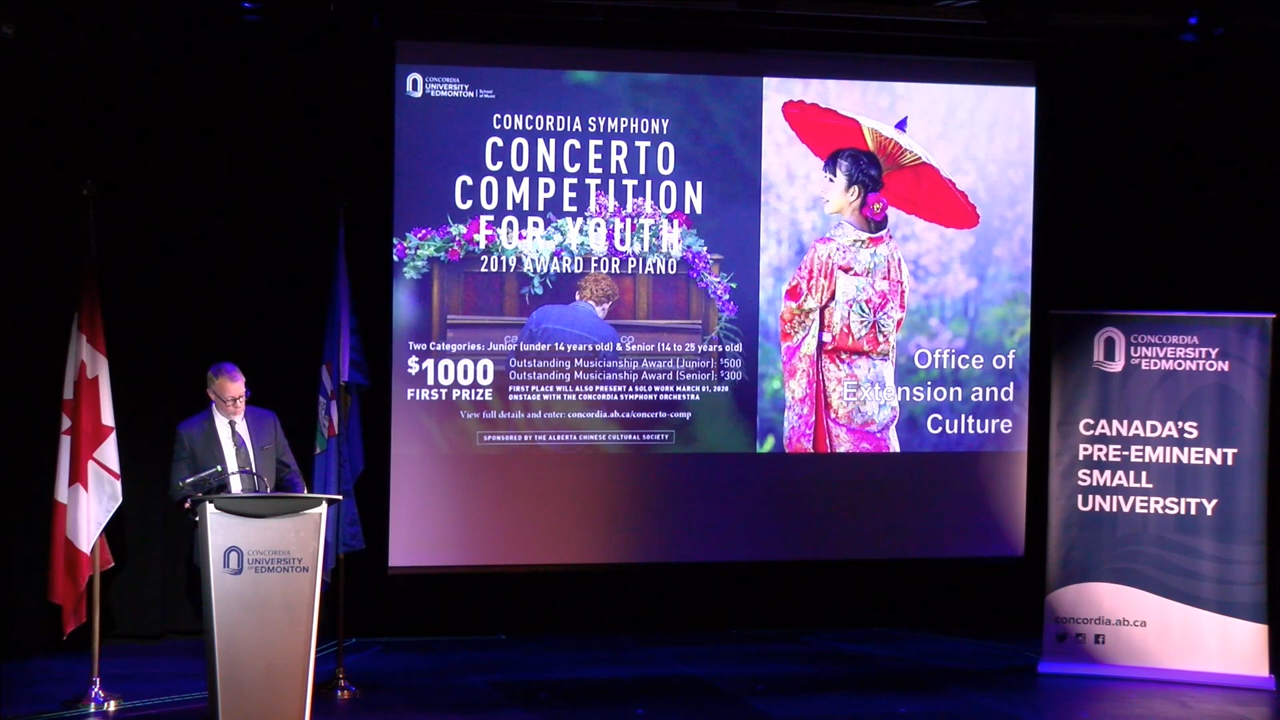 CONCORDIA
UNIVERSITY
OF EDMONTON
School
of Music
CONCORDIA SYMPHONY
CONCERTO
COMPETITION
FOR YOUTH
2019 AWARD FOR PIANO
Two Categories: Junior (under 14 years old) & Senior (14 to 25 years old)
$1000
FIRST PRIZE
Outstanding Musicianship Award (Junior): $500
Outstanding Musicianship Award (Senior): $300
FIRST PLACE WILL ALSO PRESENT A SOLO WORK MARCH 01, 2020
ONSTAGE WITH THE CONCORDIA SYMPHONY ORCHESTRA
View full details and enter: concordia.ab.ca/concerto-comp
SPONSORED BY THE ALBERTA CHINESE CULTURAL SOCIETY
Office of
Extension and
Culture
CONCORDIA
UNIVERSITY
OF EDMONTON
CONCORDIA
UNIVERSITY
OF EDMONTON
CANADA'S
PRE-EMINENT
SMALL
UNIVERSITY
concordia.ab.ca